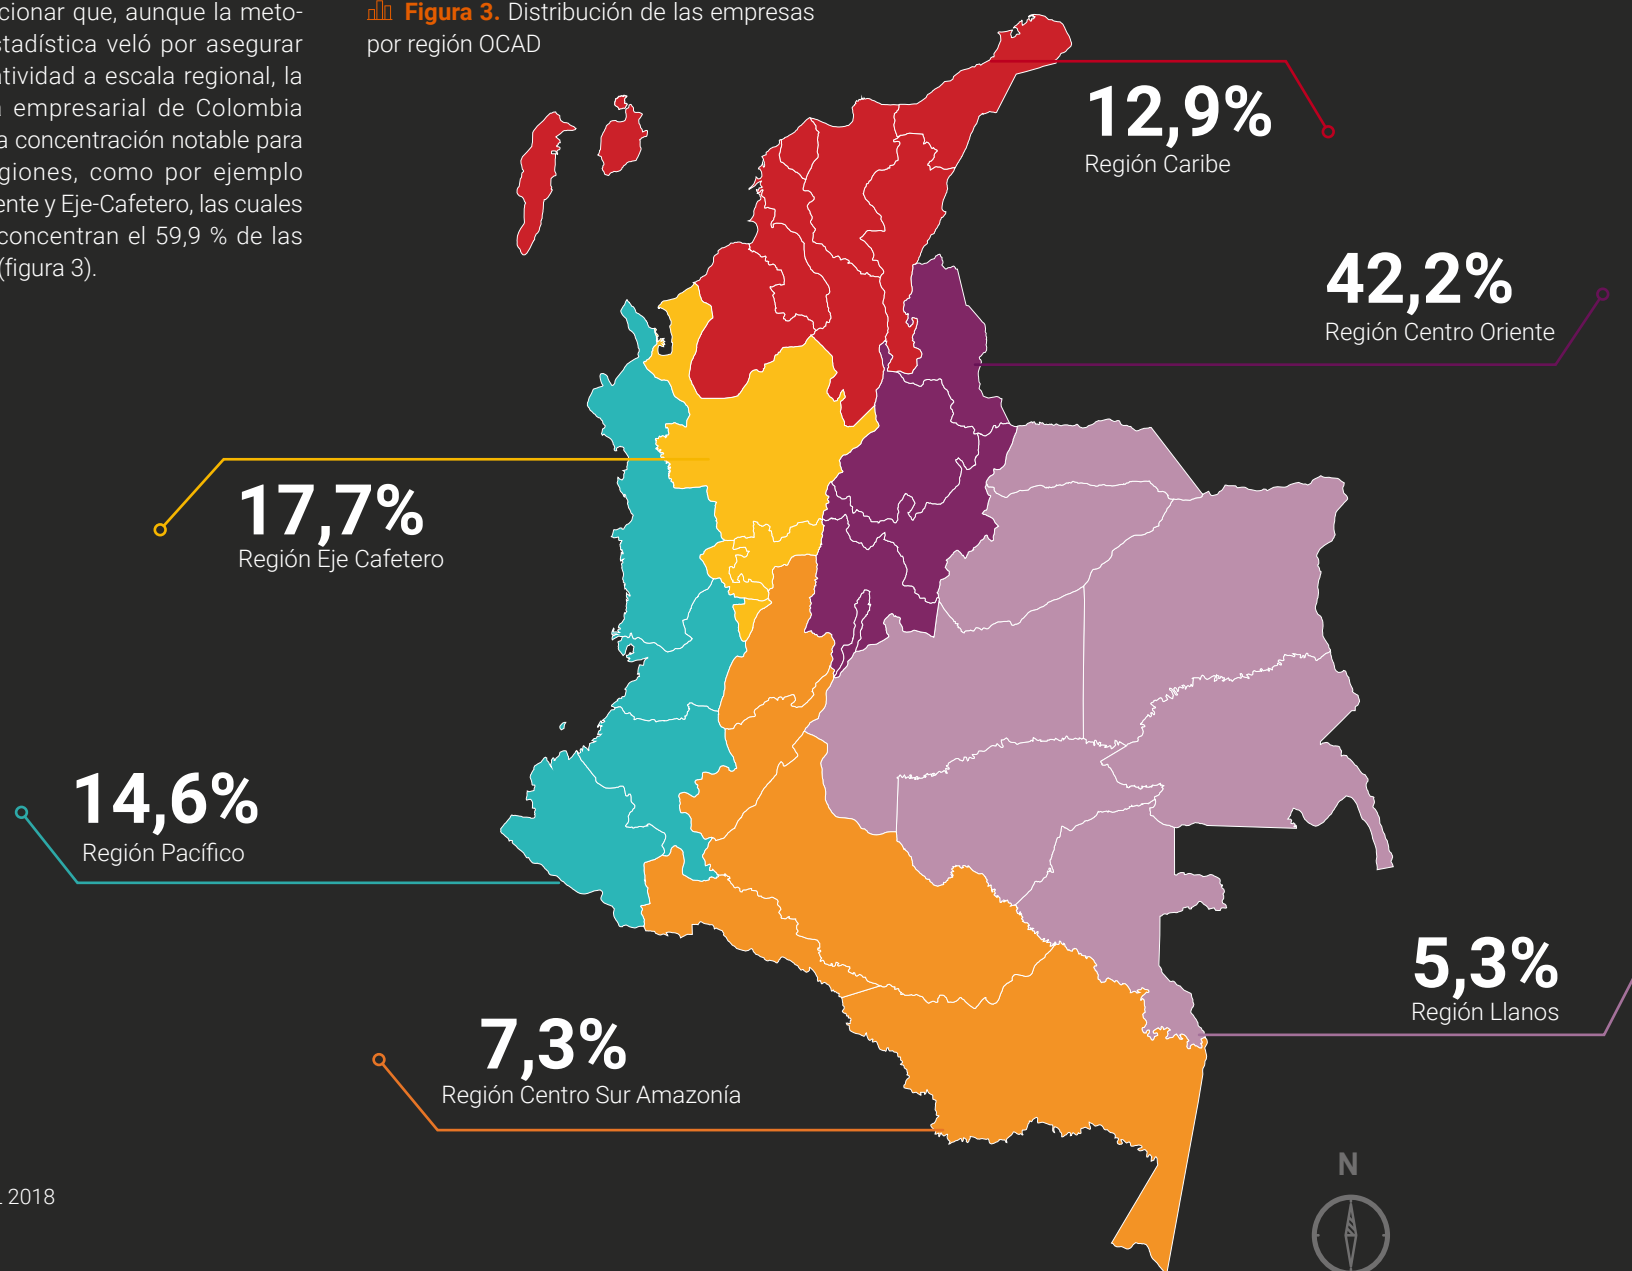 cionar que, aunque la meto-
stadística veló por asegurar
atividad a escala regional, la
empresarial de Colombia
a concentración notable para
giones, como por ejemplo
ente y Eje-Cafetero, las cuales
concentran el 59,9 % de las
(figura 3).
Figura 3. Distribución de las empresas
por región OCAD
12,9%
Región Caribe
42,2%
Región Centro Oriente
17,7%
Región Eje Cafetero
14,6%
Región Pacífico
5,3%
Región Llanos
7,3%
Región Centro Sur Amazonía
N
2018